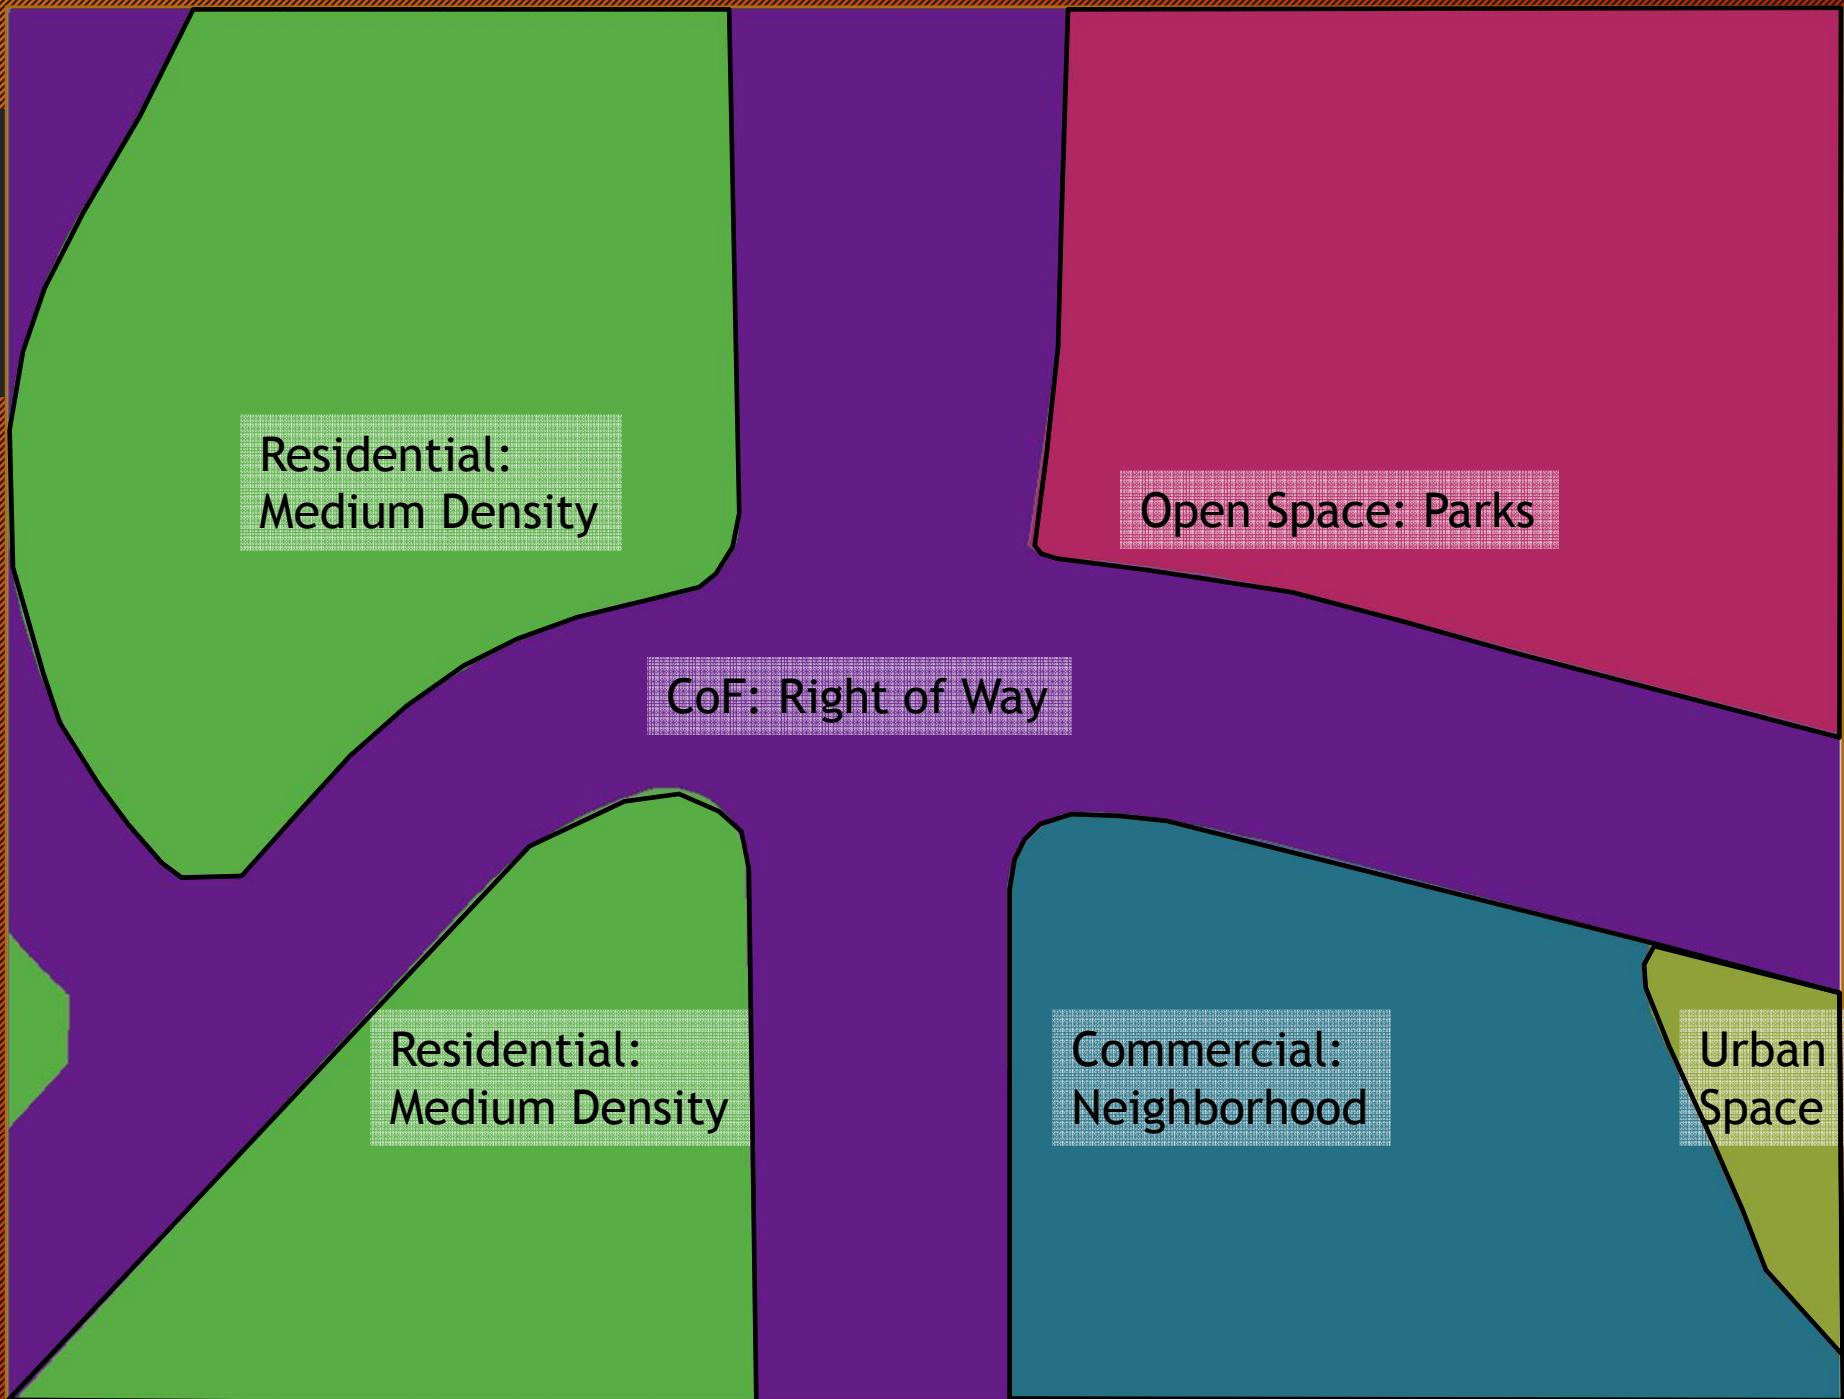 Residential:
Medium Density
Open Space: Parks
CoF: Right of Way
Residential:
Medium Density
Commercial:
Neighborhood
Urban
Space